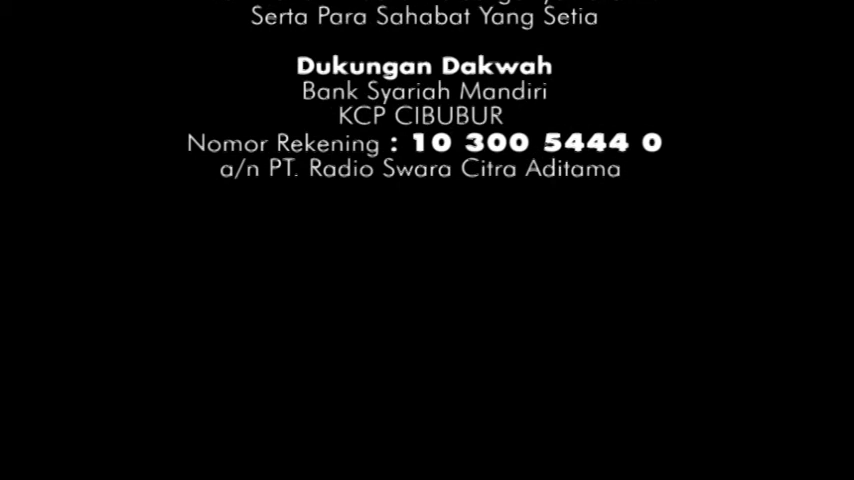 Serta Para Sahabat Yang Setia
Dukungan Dakwah
Bank Syariah Mandiri
KCP CIBUBUR
Nomor Rekening : 10 300 5444 0
a/n PT. Radio Swara Citra Aditama